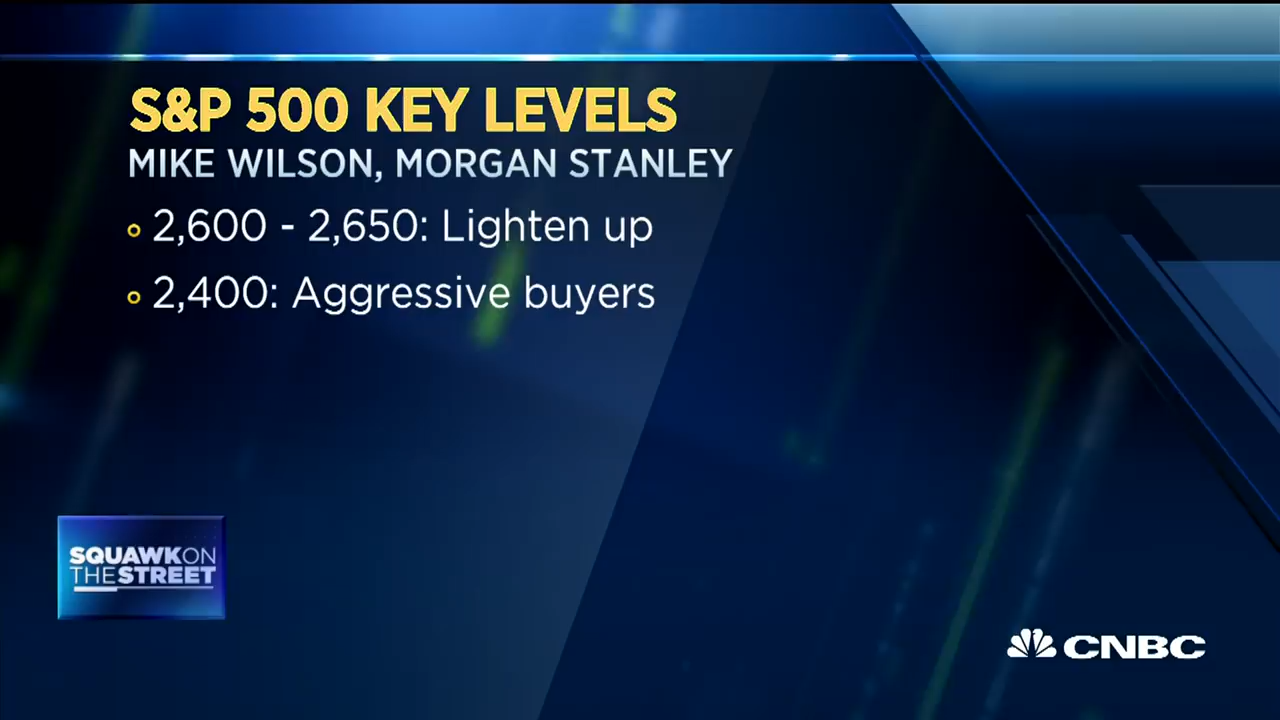 S&P 500 KEY LEVELS
MIKE WILSON, MORGAN STANLEY
2,600 - 2,650: Lighten up
2,400: Aggressive buyers
SQUAWK ON
THE STREET
CNBC